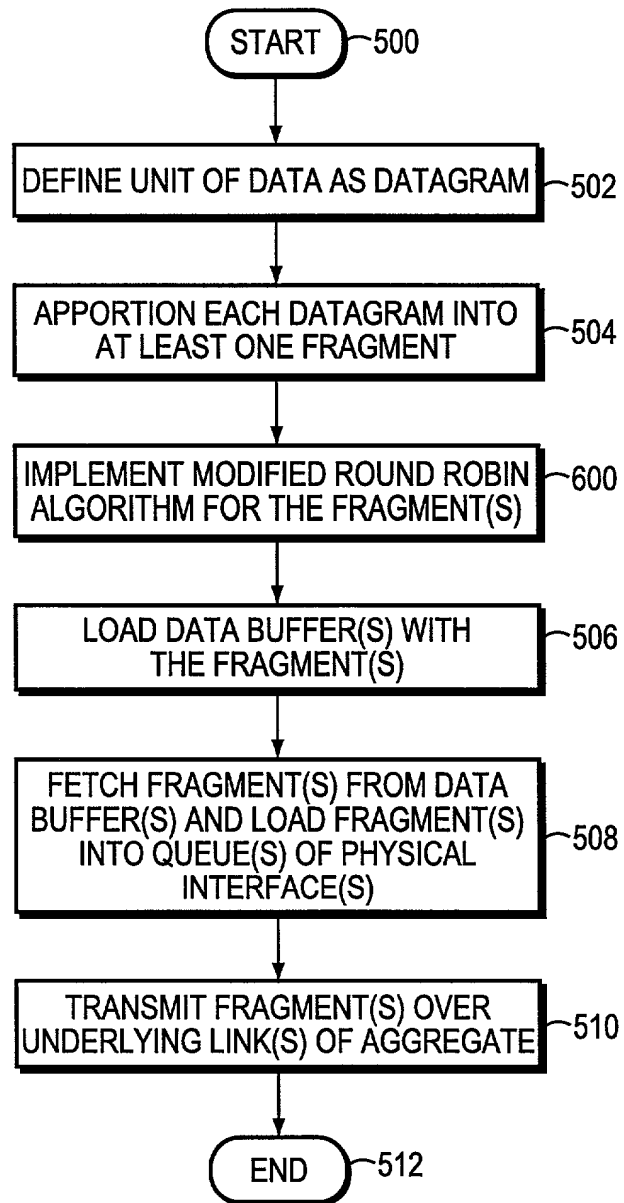 START 500
DEFINE UNIT OF DATA AS DATAGRAM 502
APPORTION EACH DATAGRAM INTO
AT LEAST ONE FRAGMENT 504
IMPLEMENT MODIFIED ROUND ROBIN 600
ALGORITHM FOR THE FRAGMENT(S)
LOAD DATA BUFFER(S) WITH 506
THE FRAGMENT(S)
FETCH FRAGMENT(S) FROM DATA
BUFFER(S) AND LOAD FRAGMENT(S) 508
INTO QUEUE(S) OF PHYSICAL
INTERFACE(S)
TRANSMIT FRAGMENT(S) OVER 510
UNDERLYING LINK(S) OF AGGREGATE
END 512